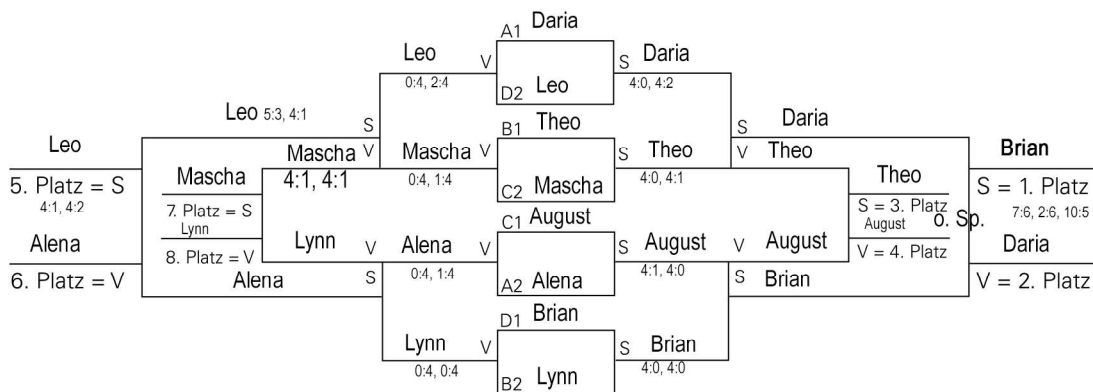 A1 Daria
Leo V S Daria
0:4, 2:4 4:0, 4:2
D2 Leo
Leo 5:3, 4:1
S B1 Theo S Daria
Leo Mascha V Mascha V S Theo V Theo Brian
Mascha 4:1, 4:1 0:4, 1:4 4:0, 4:1 Theo
5. Platz = S C2 Mascha S = 1. Platz
4:1, 4:2 7. Platz = S S = 3. Platz 7:6, 2:6, 10:5
Lynn C1 August August o. Sp.
Alena Lynn V Alena V S August V August Daria
8. Platz = V 0:4, 1:4 4:1, 4:0 V = 4. Platz
6. Platz = V Alena S A2 Alena S Brian V = 2. Platz
D1 Brian
Lynn V S Brian
0:4, 0:4 4:0, 4:0
B2 Lynn